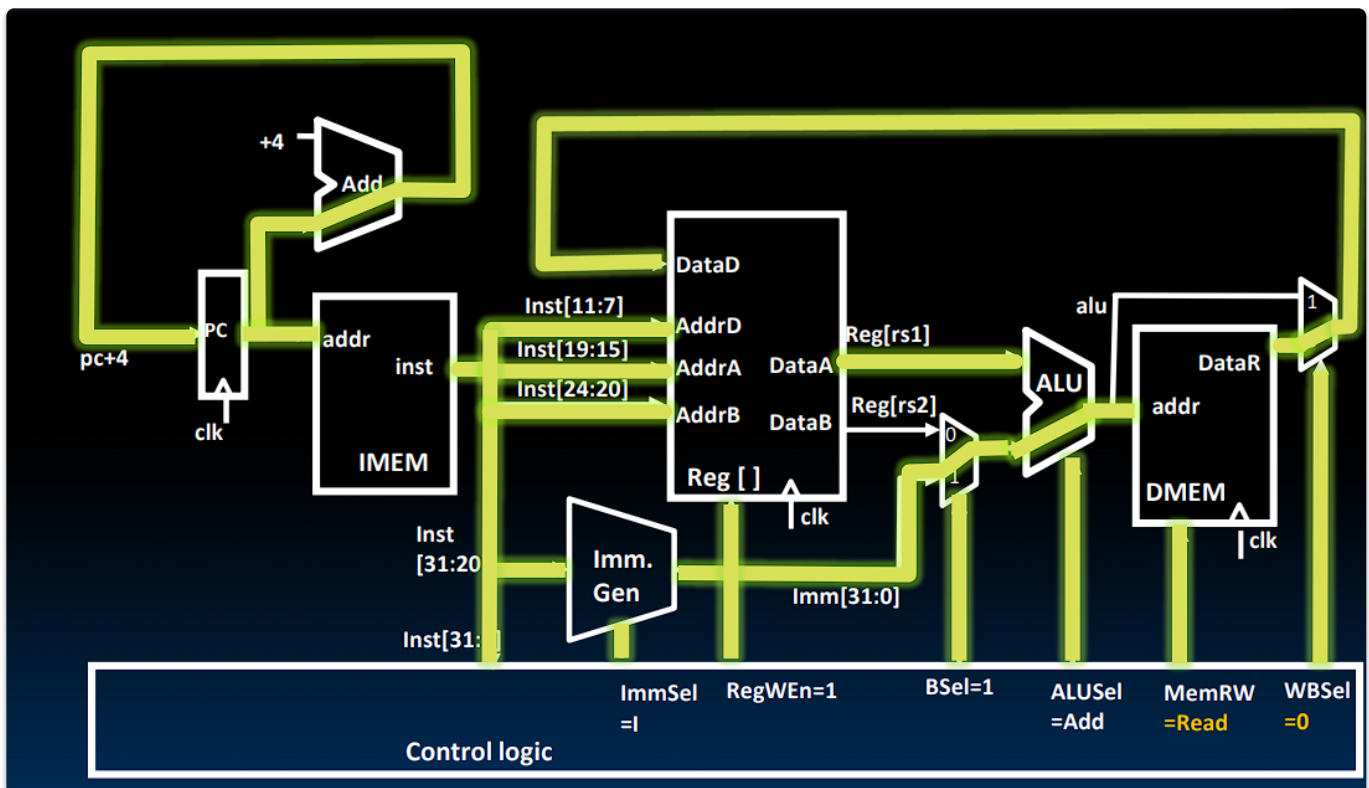 +4
Add
DataD
Inst[11:7]
AddrD
Inst[19:15]
AddrA
Inst[24:20]
AddrB
DataA
DataB
Reg [ ]
clk
PC
clk
pc+4
addr
inst
IMEM
Reg[rs1]
Reg[rs2]
0
1
ALU
alu
1
DataR
addr
DMEM
clk
Inst
[31:20
Imm.
Gen
Imm[31:0]
Inst[31:
ImmSel
=I
RegWEn=1
BSel=1
ALUSel
=Add
MemRW
=Read
WBSel
=0
Control logic